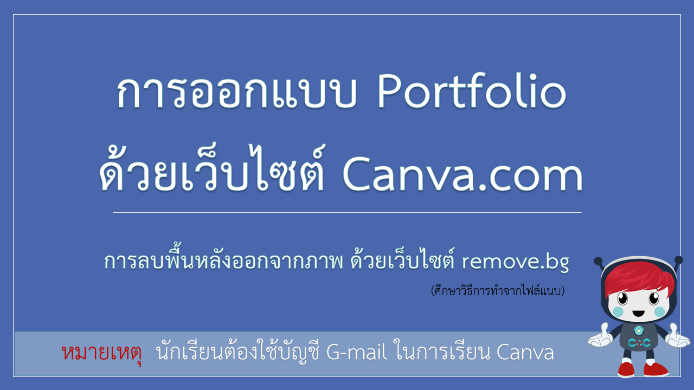 การออกแบบ Portfolio
ด้วยเว็บไซต์ Canva.com
การลบพื้นหลังออกจากภาพ ด้วยเว็บไซต์ remove.bg
(ศึกษาวิธีการทำจากไฟล์แนบ)
หมายเหตุ นักเรียนต้องใช้บัญชี G-mail ในการเรียน Canva